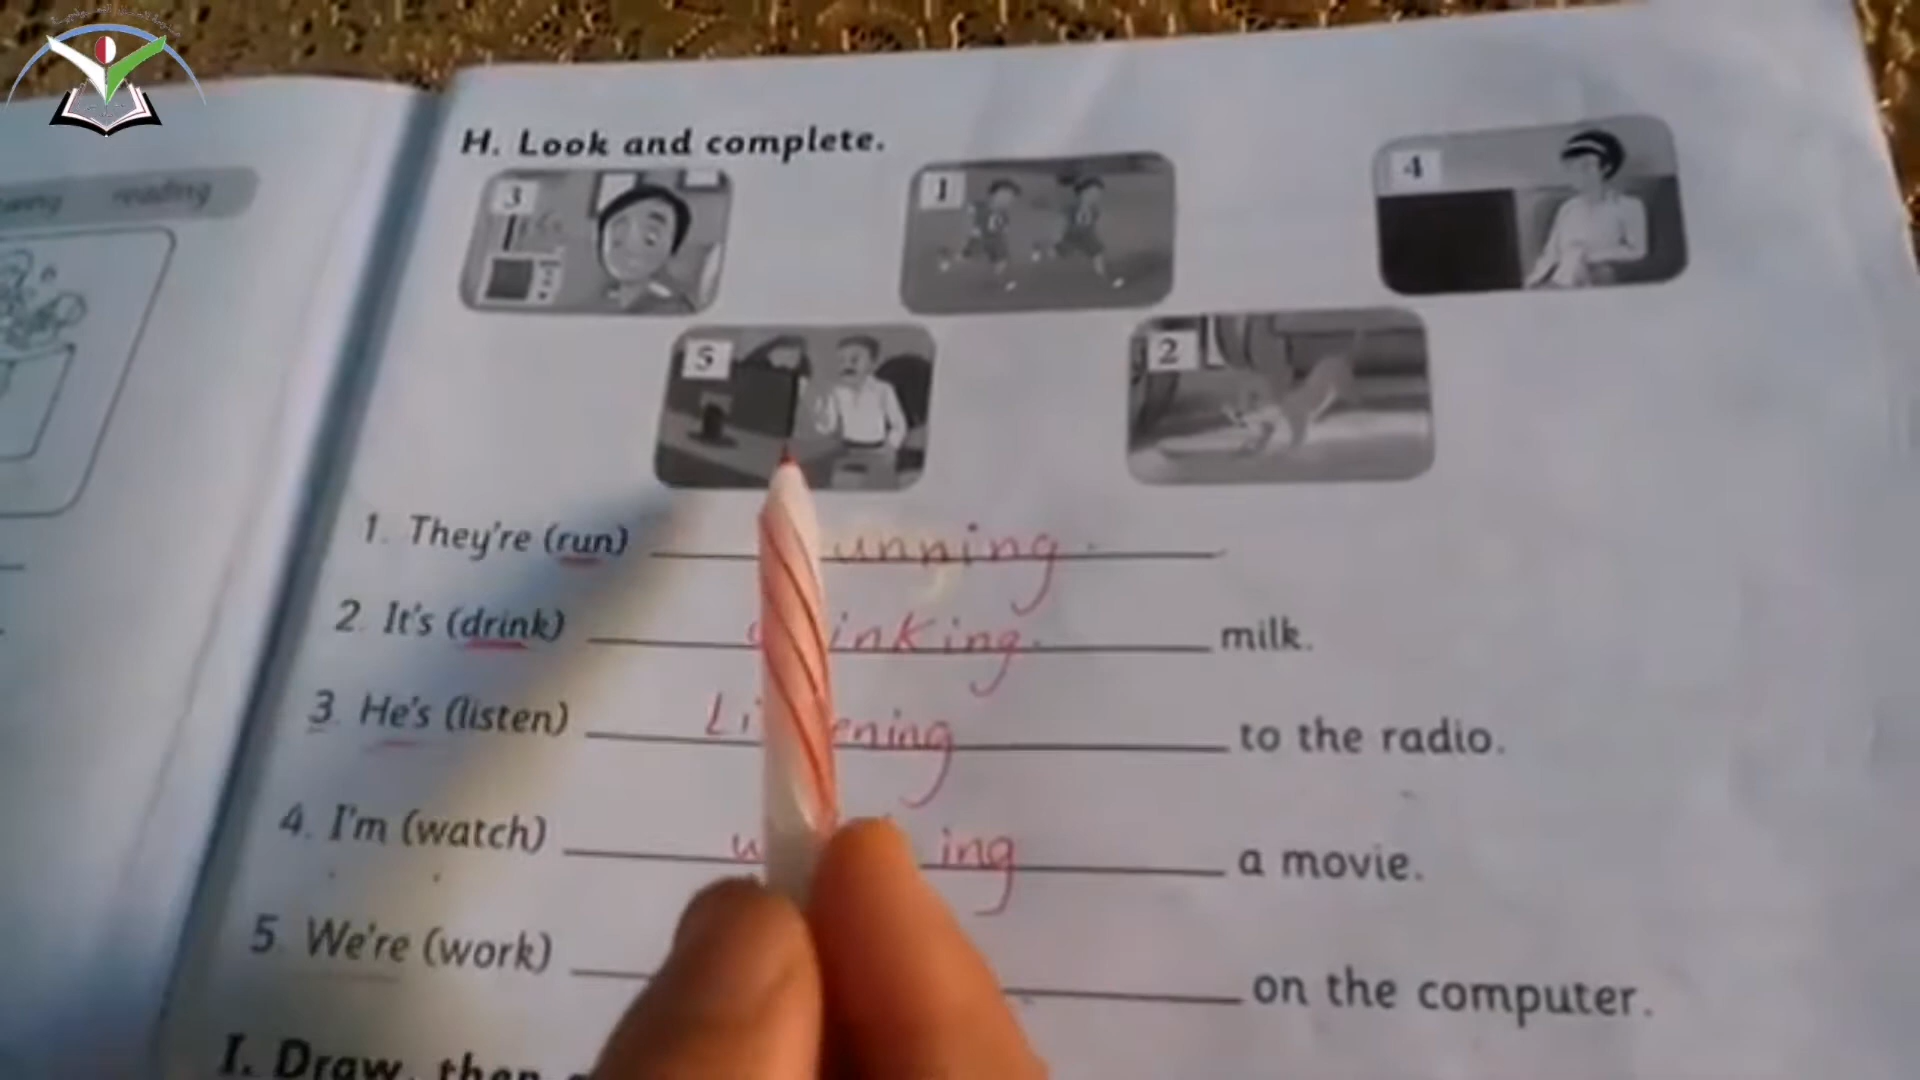 reading
H. Look and complete.
3
1
4
5
2
1. They're (run) unning
2. It's (drink) inking. milk.
3. He's (listen) Li ening to the radio.
4. I'm (watch) w ing a movie.
5. We're (work) on the computer.
I. Draw, then